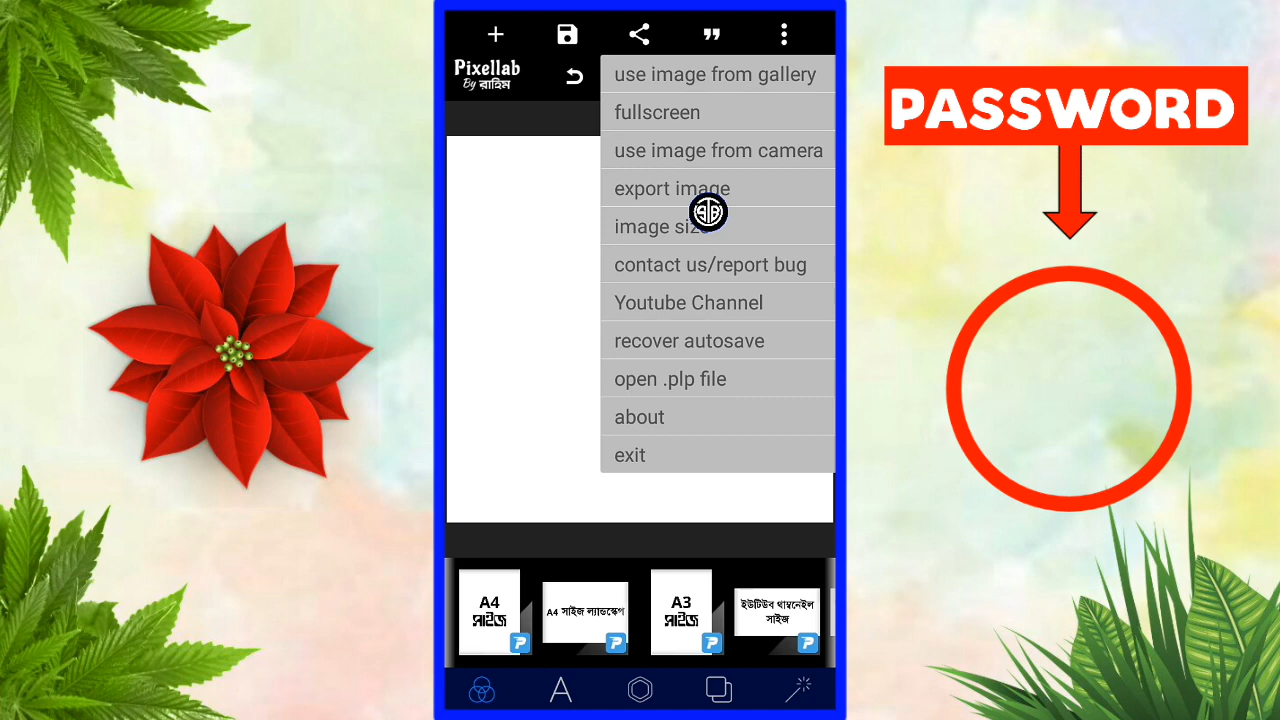 Pixellab
By রাহিম
use image from gallery
fullscreen
use image from camera
export image
image size
contact us/report bug
Youtube Channel
recover autosave
open .plp file
about
exit
A4
সাইজ
A4 সাইজ ল্যান্ডস্কেপ
A3
সাইজ
ইউটিউব থাম্বনেইল
সাইজ
PASSWORD